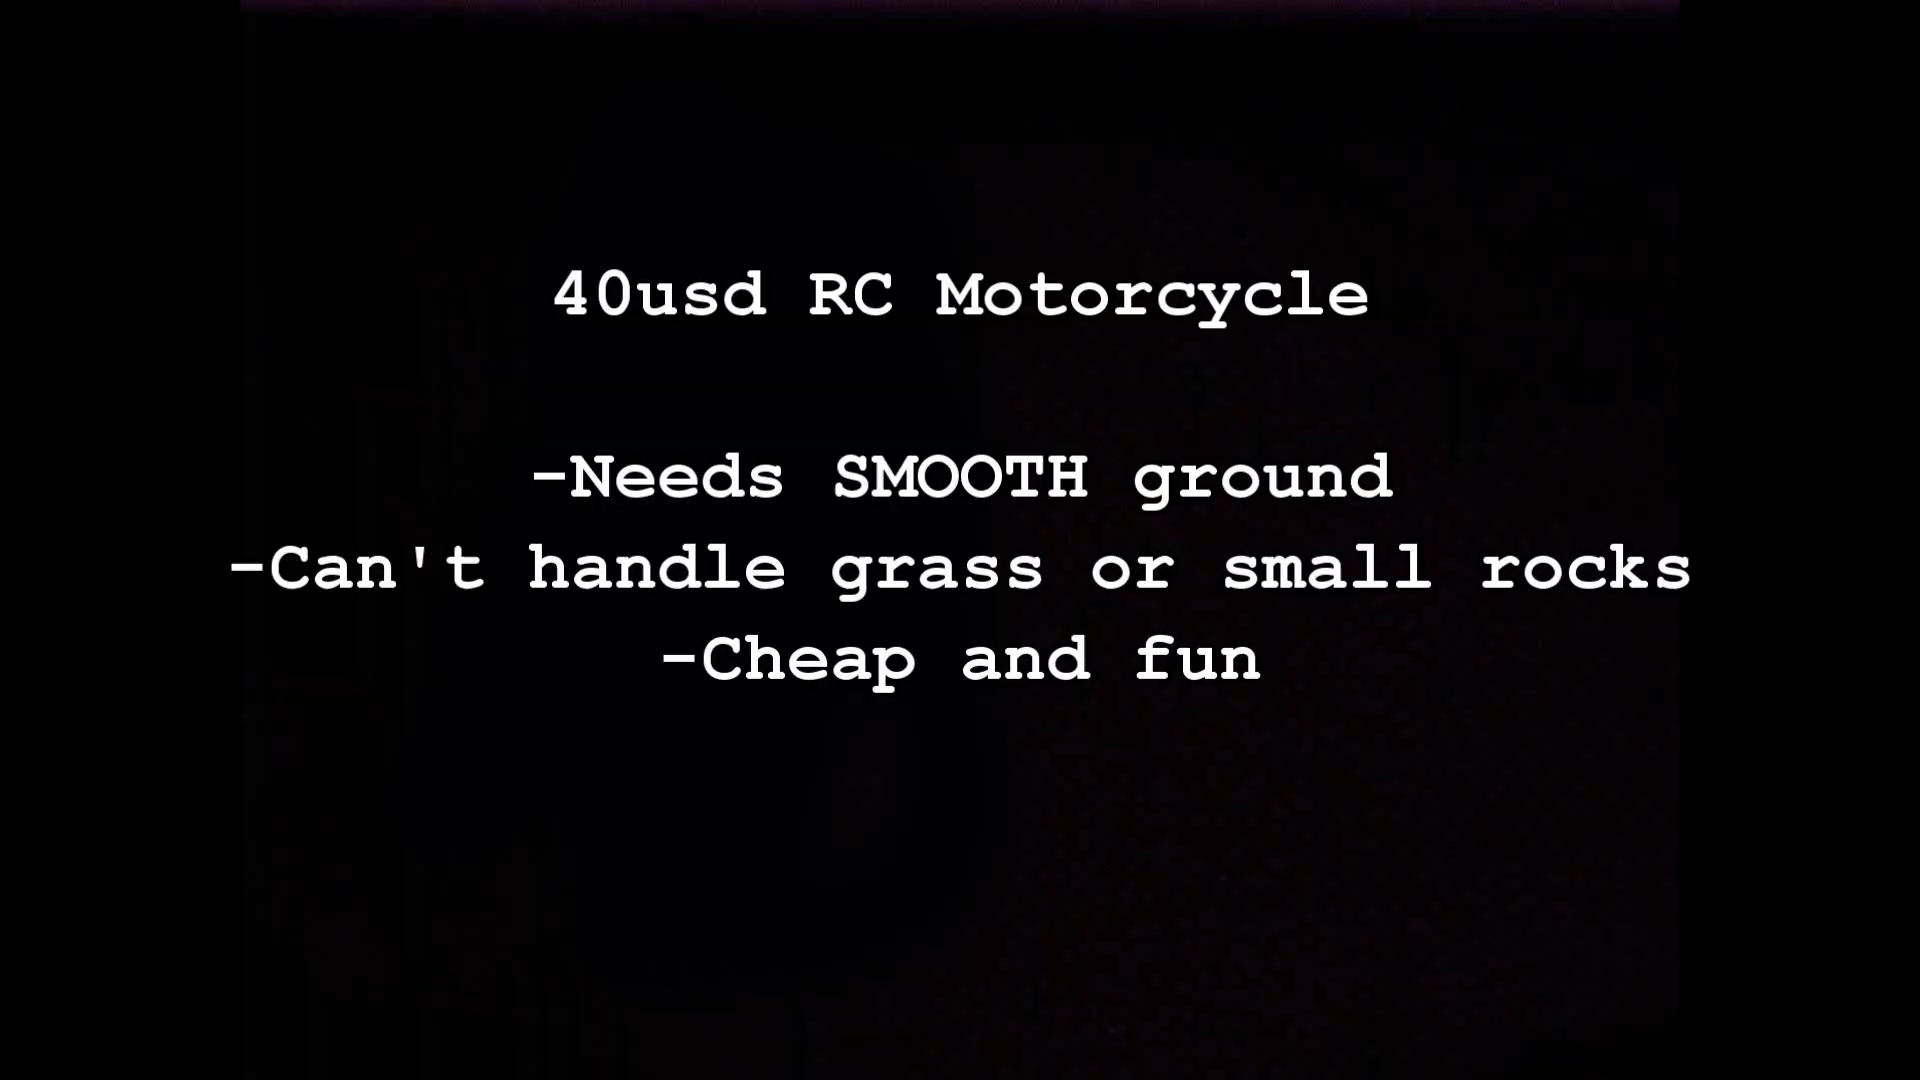 40usd RC Motorcycle
-Needs SMOOTH ground
-Can't handle grass or small rocks
-Cheap and fun